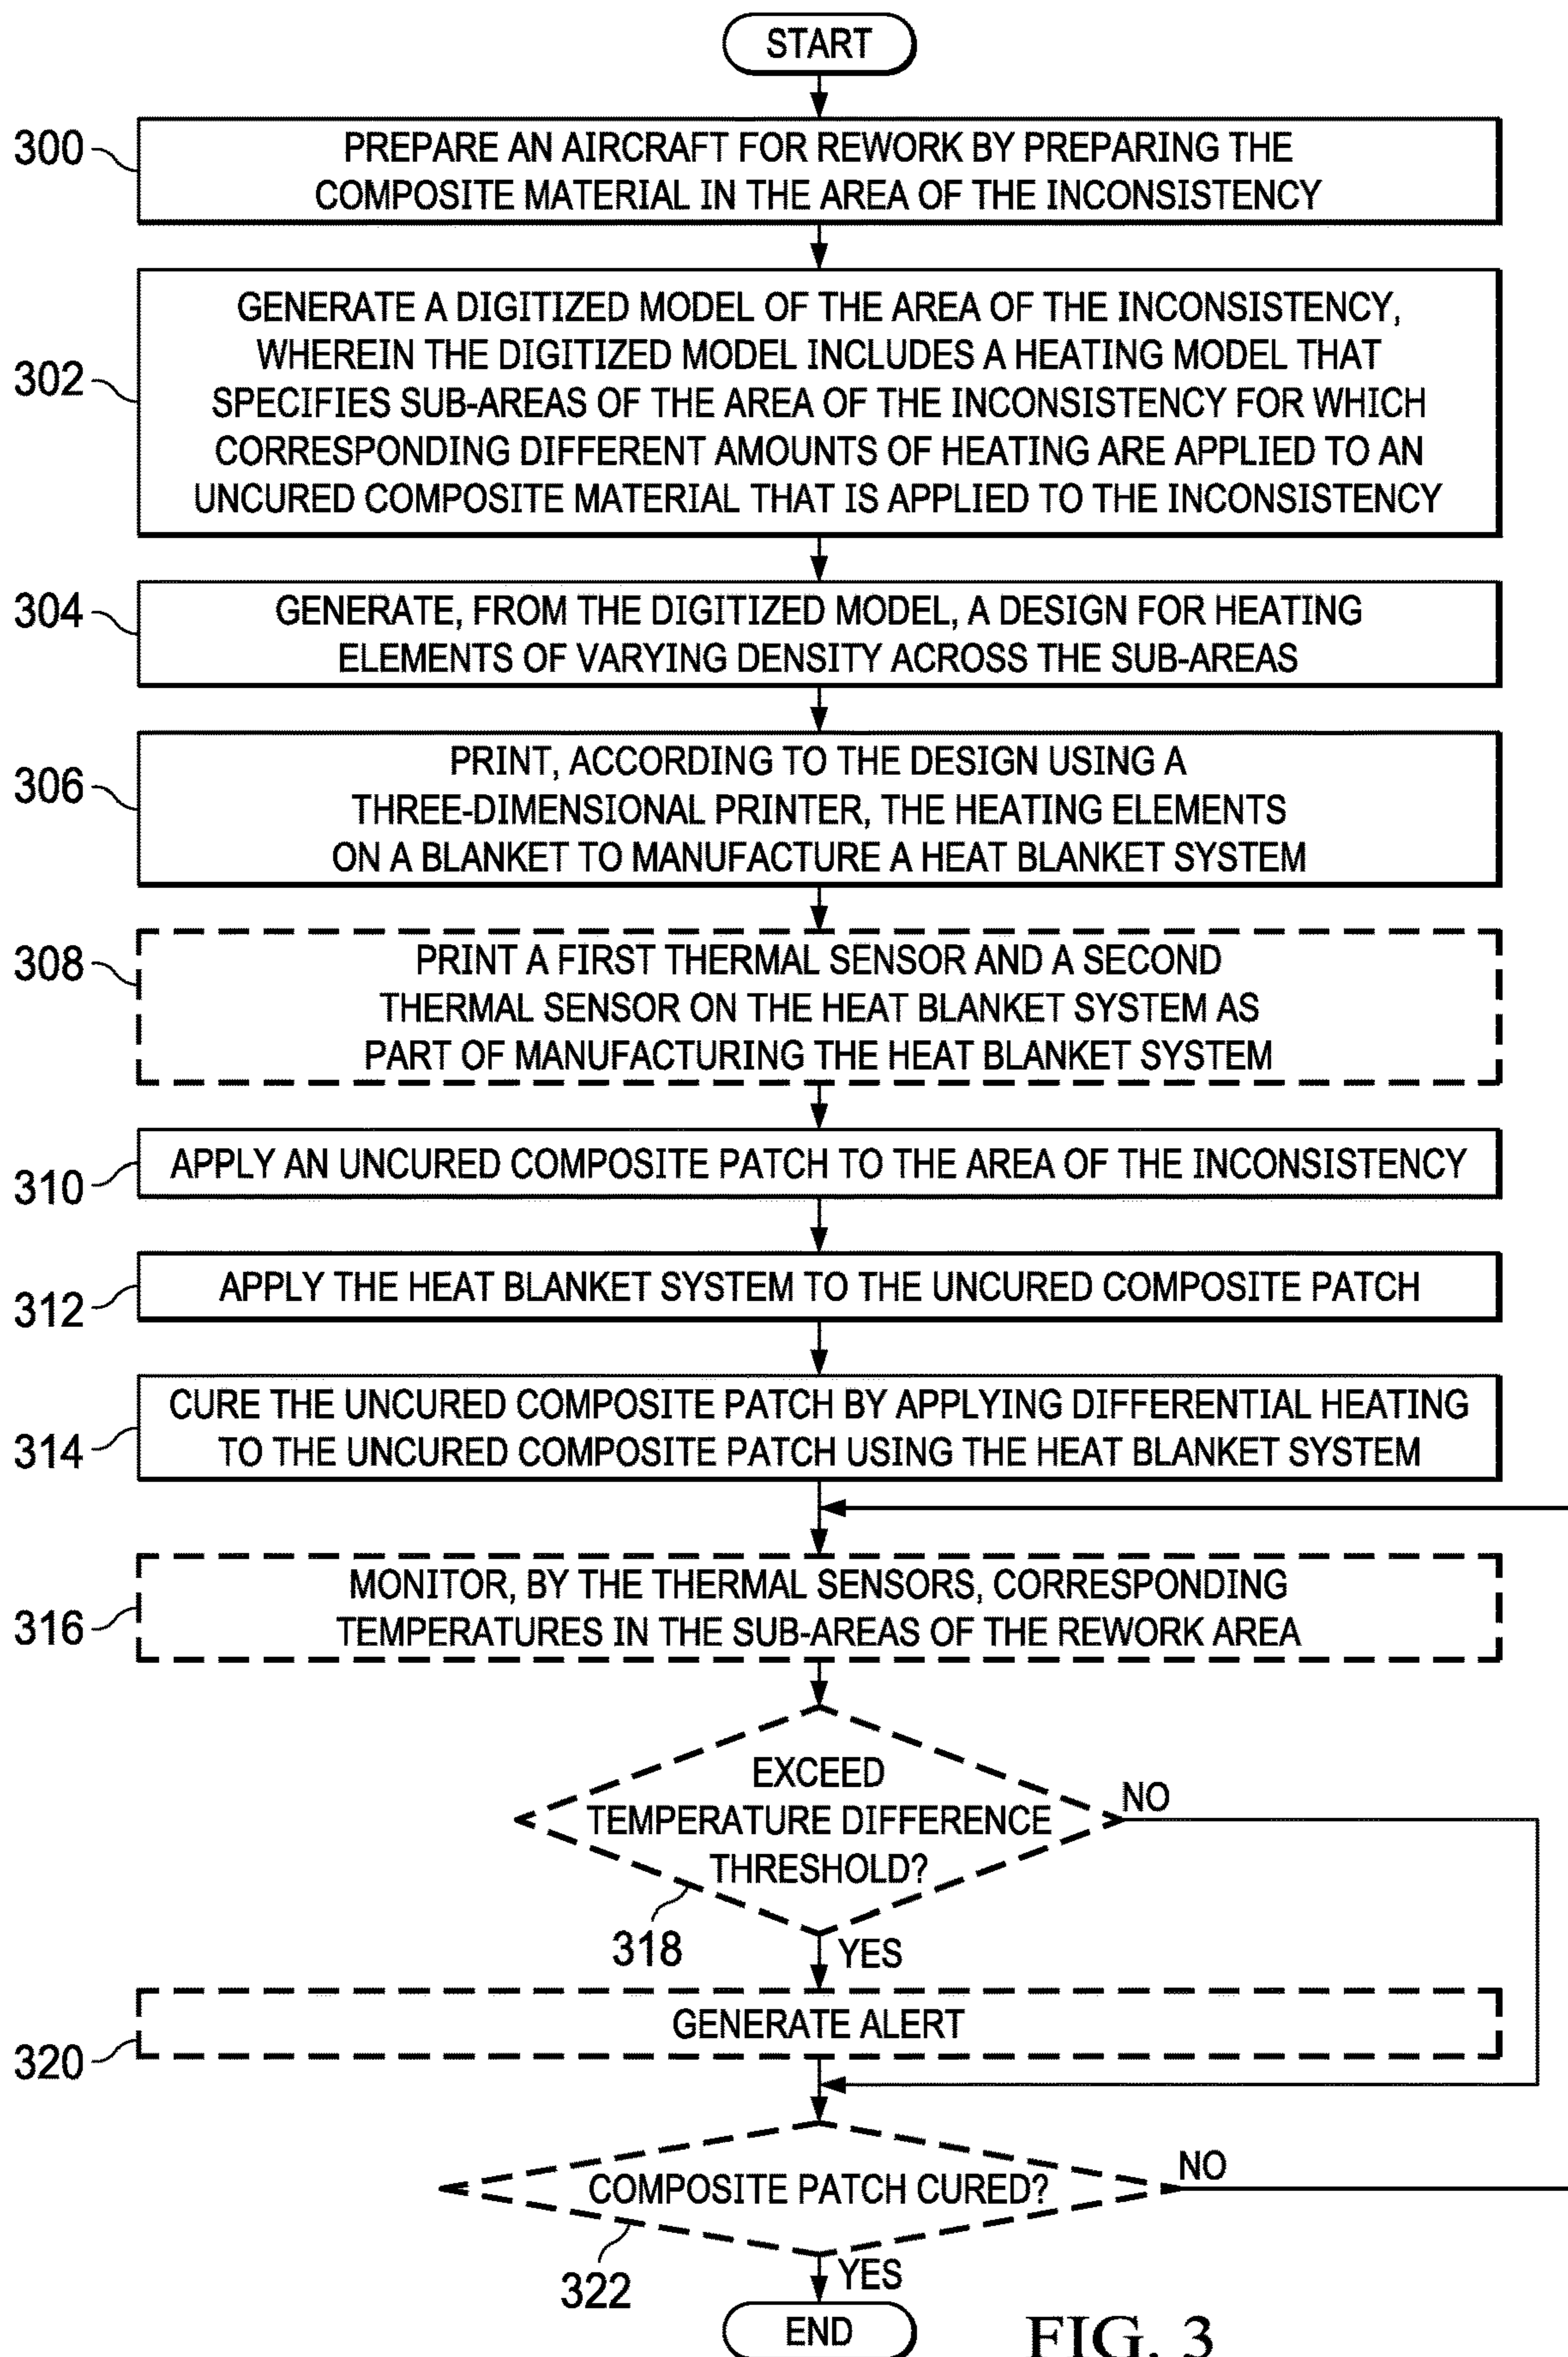 START
300
PREPARE AN AIRCRAFT FOR REWORK BY PREPARING THE
COMPOSITE MATERIAL IN THE AREA OF THE INCONSISTENCY
302
GENERATE A DIGITIZED MODEL OF THE AREA OF THE INCONSISTENCY,
WHEREIN THE DIGITIZED MODEL INCLUDES A HEATING MODEL THAT
SPECIFIES SUB-AREAS OF THE AREA OF THE INCONSISTENCY FOR WHICH
CORRESPONDING DIFFERENT AMOUNTS OF HEATING ARE APPLIED TO AN
UNCURED COMPOSITE MATERIAL THAT IS APPLIED TO THE INCONSISTENCY
304
GENERATE, FROM THE DIGITIZED MODEL, A DESIGN FOR HEATING
ELEMENTS OF VARYING DENSITY ACROSS THE SUB-AREAS
306
PRINT, ACCORDING TO THE DESIGN USING A
THREE-DIMENSIONAL PRINTER, THE HEATING ELEMENTS
ON A BLANKET TO MANUFACTURE A HEAT BLANKET SYSTEM
308
PRINT A FIRST THERMAL SENSOR AND A SECOND
THERMAL SENSOR ON THE HEAT BLANKET SYSTEM AS
PART OF MANUFACTURING THE HEAT BLANKET SYSTEM
310
APPLY AN UNCURED COMPOSITE PATCH TO THE AREA OF THE INCONSISTENCY
312
APPLY THE HEAT BLANKET SYSTEM TO THE UNCURED COMPOSITE PATCH
314
CURE THE UNCURED COMPOSITE PATCH BY APPLYING DIFFERENTIAL HEATING
TO THE UNCURED COMPOSITE PATCH USING THE HEAT BLANKET SYSTEM
316
MONITOR, BY THE THERMAL SENSORS, CORRESPONDING
TEMPERATURES IN THE SUB-AREAS OF THE REWORK AREA
EXCEED
TEMPERATURE DIFFERENCE
THRESHOLD?
NO
318
YES
320
GENERATE ALERT
COMPOSITE PATCH CURED?
NO
322
YES
END
FIG. 3